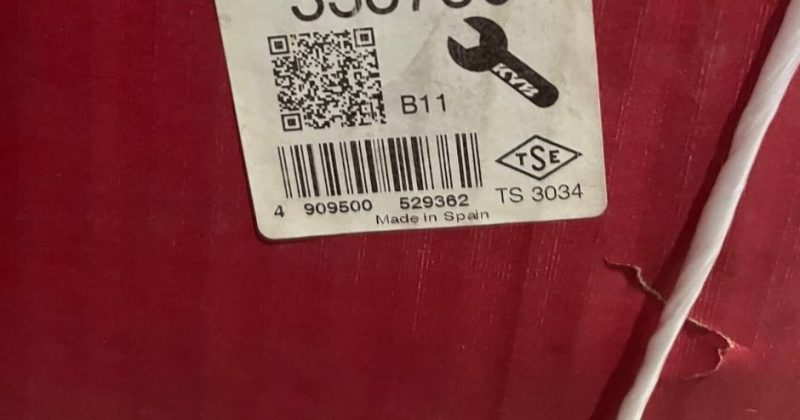 KYB
B11
TSE
4 909500 529362
TS 3034
Made in Spain